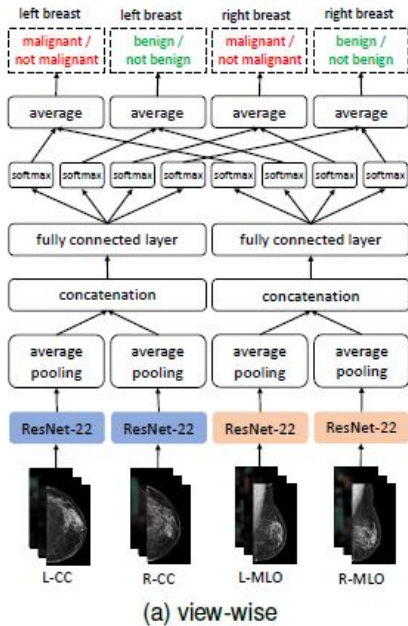 left breast left breast right breast right breast
malignant / benign / malignant / benign /
not malignant not benign not malignant not benign
average average average average
softmax softmax softmax softmax softmax softmax softmax softmax
fully connected layer fully connected layer
concatenation concatenation
average average average average
pooling pooling pooling pooling
ResNet-22 ResNet-22 ResNet-22 ResNet-22
L-CC R-CC L-MLO R-MLO
(a) view-wise